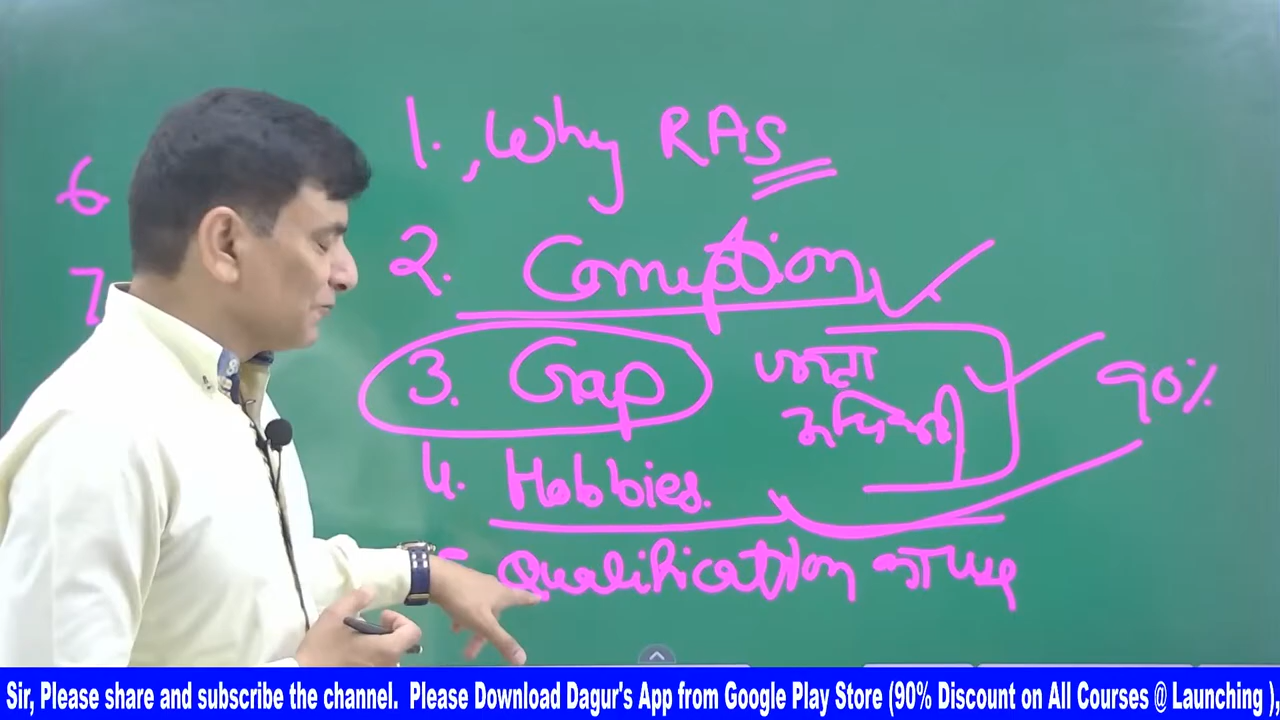 1. Why RAS
2. Corruption
3. Gap
4. Hobbies.
90%
5. Qualification का
6
7
Sir, Please share and subscribe the channel. Please Download Dagur's App from Google Play Store (90% Discount on All Courses @ Launching ),